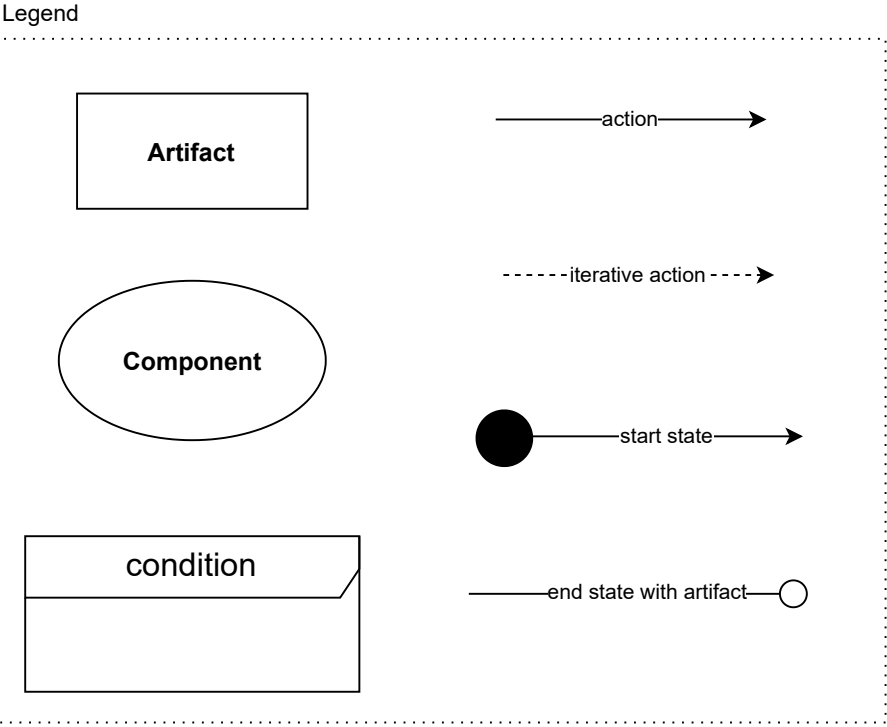 Legend
Artifact
action
iterative action
Component
start state
condition
end state with artifact